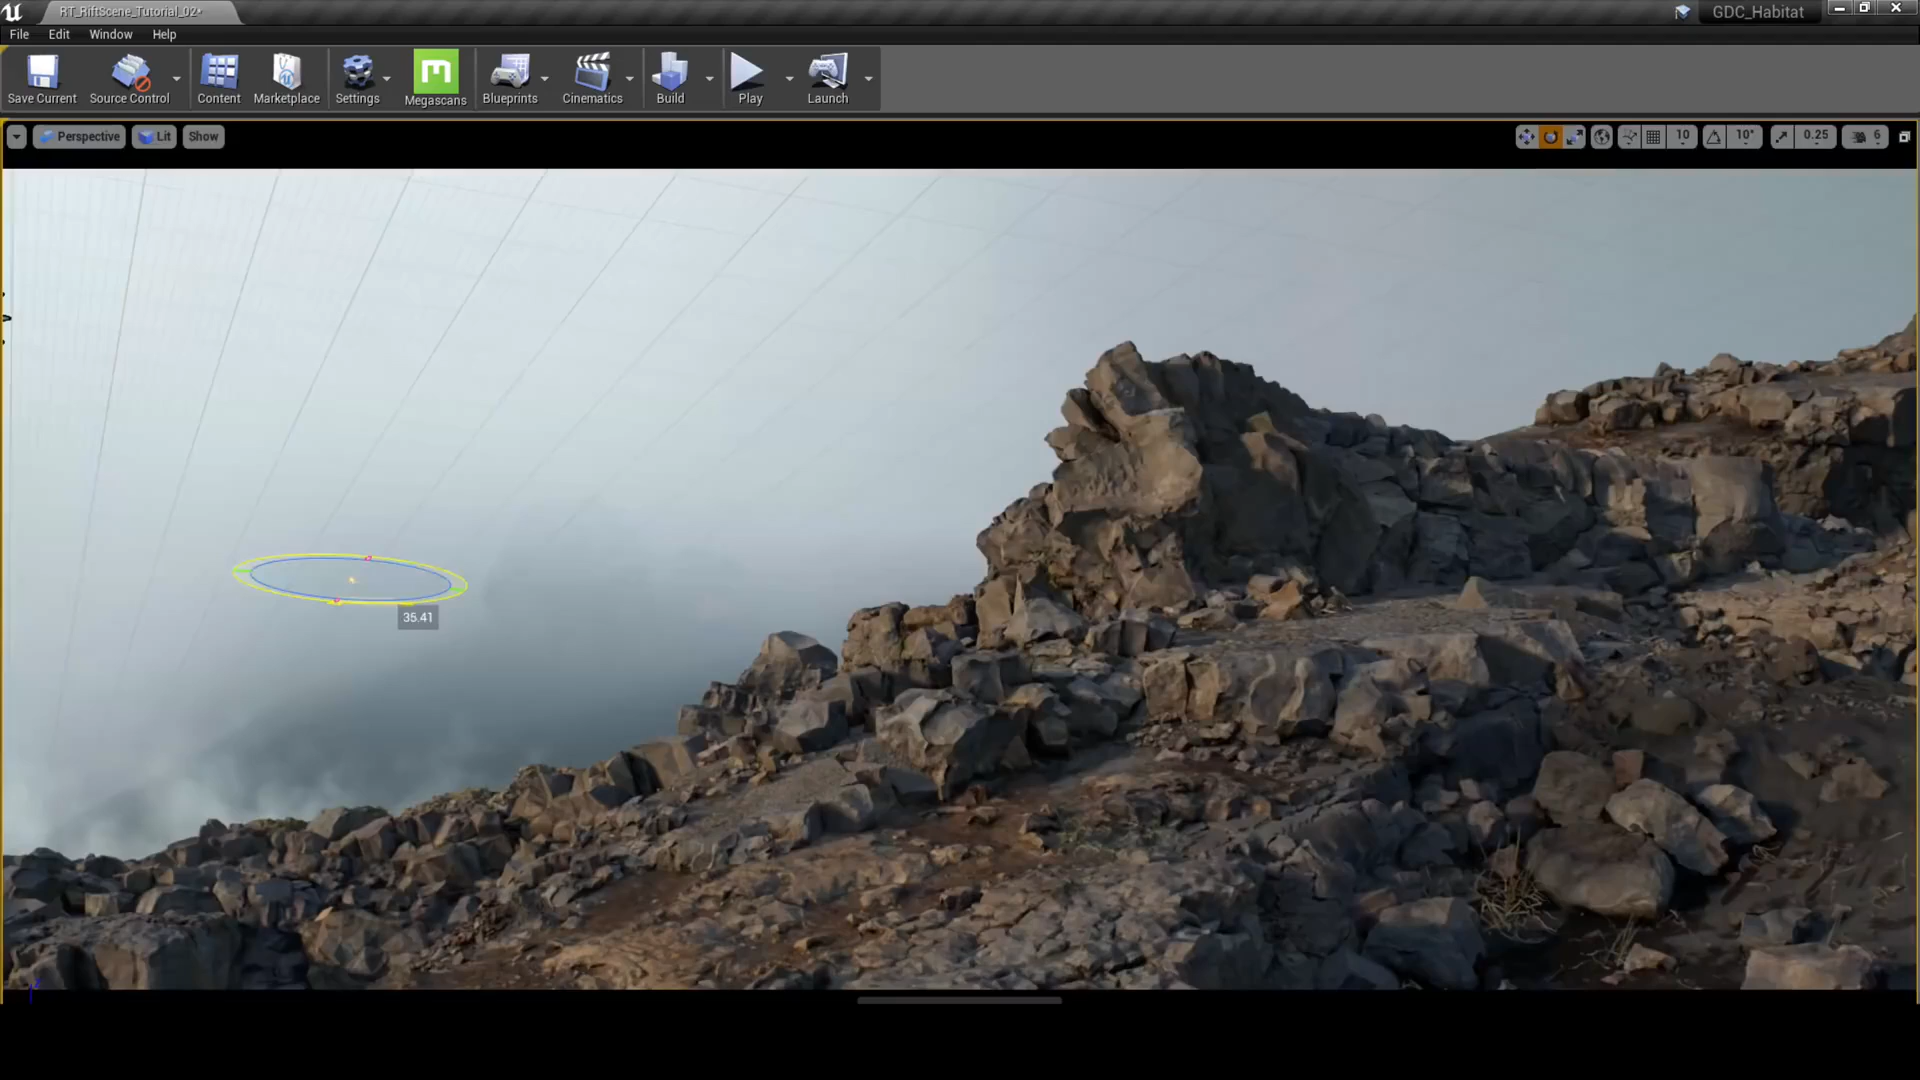 RT_RiftScene_Tutorial_02*
GDC_Habitat
File Edit Window Help
Save Current Source Control Content Marketplace Settings Megascans Blueprints Cinematics Build Play Launch
Perspective Lit Show 10 10° 0.25 6
35.41